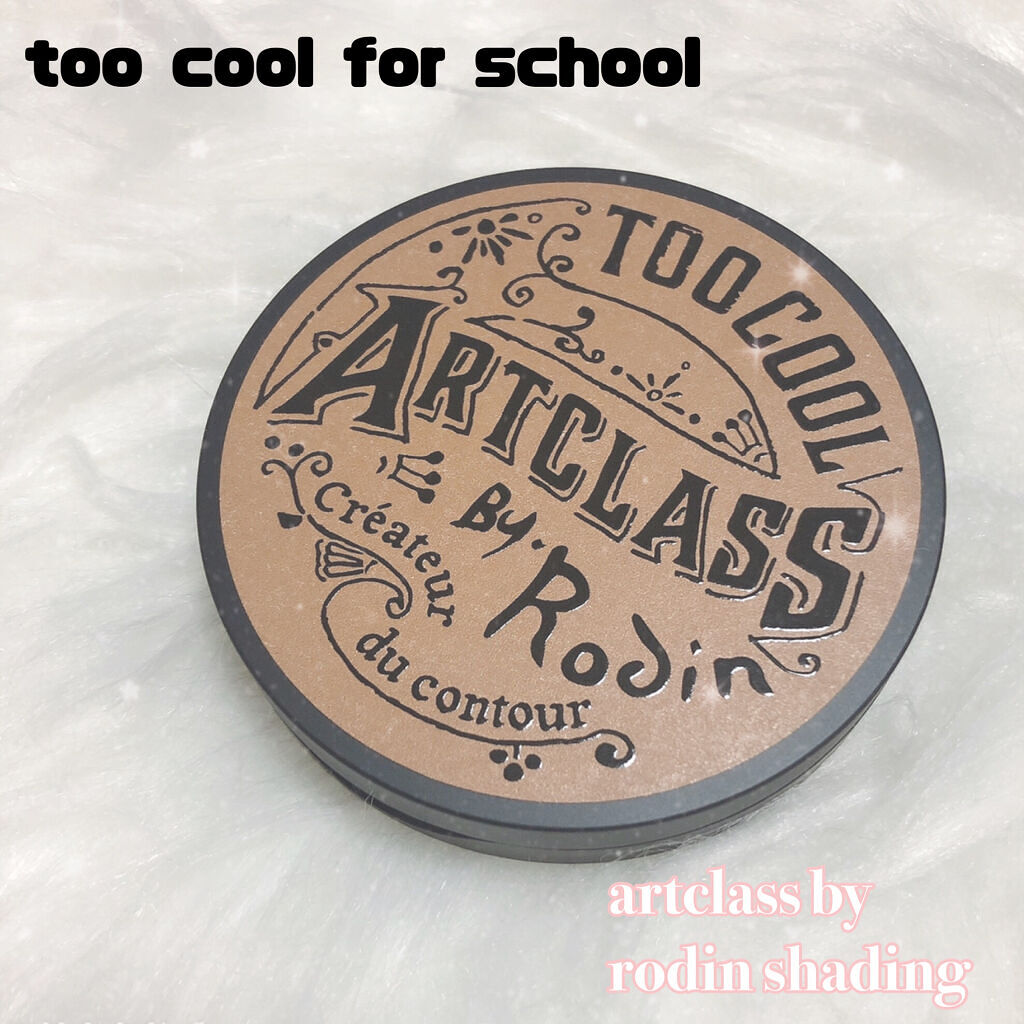 too cool for school
TOO COOL
ARTCLASS
By. Rodin
Créateur
du contour
artclass by
rodin shading